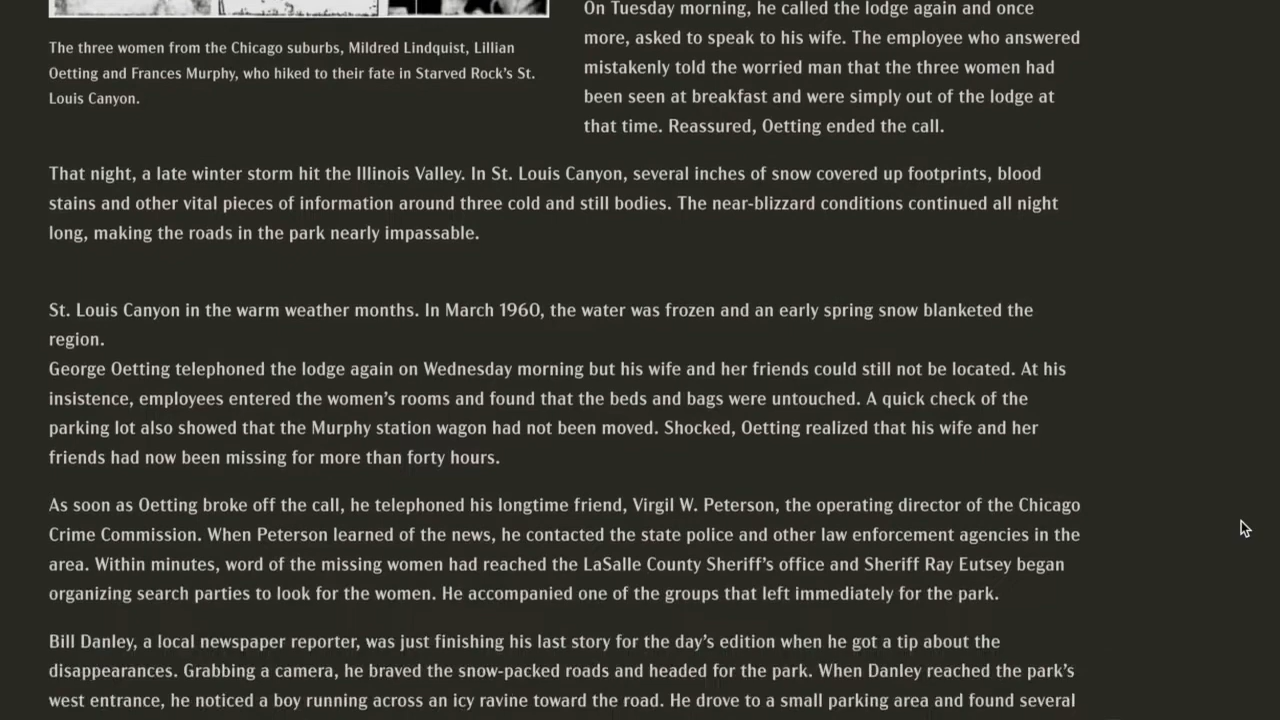 The three women from the Chicago suburbs, Mildred Lindquist, Lillian
Oetting and Frances Murphy, who hiked to their fate in Starved Rock’s St.
Louis Canyon.
On Tuesday morning, he called the lodge again and once
more, asked to speak to his wife. The employee who answered
mistakenly told the worried man that the three women had
been seen at breakfast and were simply out of the lodge at
that time. Reassured, Oetting ended the call.
That night, a late winter storm hit the Illinois Valley. In St. Louis Canyon, several inches of snow covered up footprints, blood
stains and other vital pieces of information around three cold and still bodies. The near-blizzard conditions continued all night
long, making the roads in the park nearly impassable.
St. Louis Canyon in the warm weather months. In March 1960, the water was frozen and an early spring snow blanketed the
region.
George Oetting telephoned the lodge again on Wednesday morning but his wife and her friends could still not be located. At his
insistence, employees entered the women’s rooms and found that the beds and bags were untouched. A quick check of the
parking lot also showed that the Murphy station wagon had not been moved. Shocked, Oetting realized that his wife and her
friends had now been missing for more than forty hours.
As soon as Oetting broke off the call, he telephoned his longtime friend, Virgil W. Peterson, the operating director of the Chicago
Crime Commission. When Peterson learned of the news, he contacted the state police and other law enforcement agencies in the
area. Within minutes, word of the missing women had reached the LaSalle County Sheriff’s office and Sheriff Ray Eutsey began
organizing search parties to look for the women. He accompanied one of the groups that left immediately for the park.
Bill Danley, a local newspaper reporter, was just finishing his last story for the day’s edition when he got a tip about the
disappearances. Grabbing a camera, he braved the snow-packed roads and headed for the park. When Danley reached the park’s
west entrance, he noticed a boy running across an icy ravine toward the road. He drove to a small parking area and found several